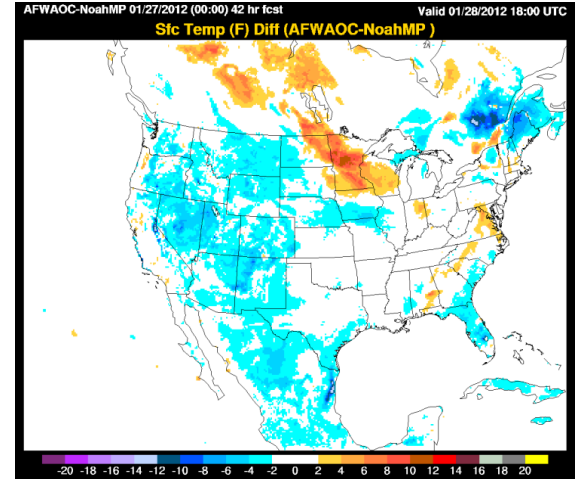 AFWAOC-NoahMP 01/27/2012 (00:00) 42 hr fcst Valid 01/28/2012 18:00 UTC
Sfc Temp (F) Diff (AFWAOC-NoahMP )
-20 -18 -16 -14 -12 -10 -8 -6 -4 -2 0 2 4 6 8 10 12 14 16 18 20